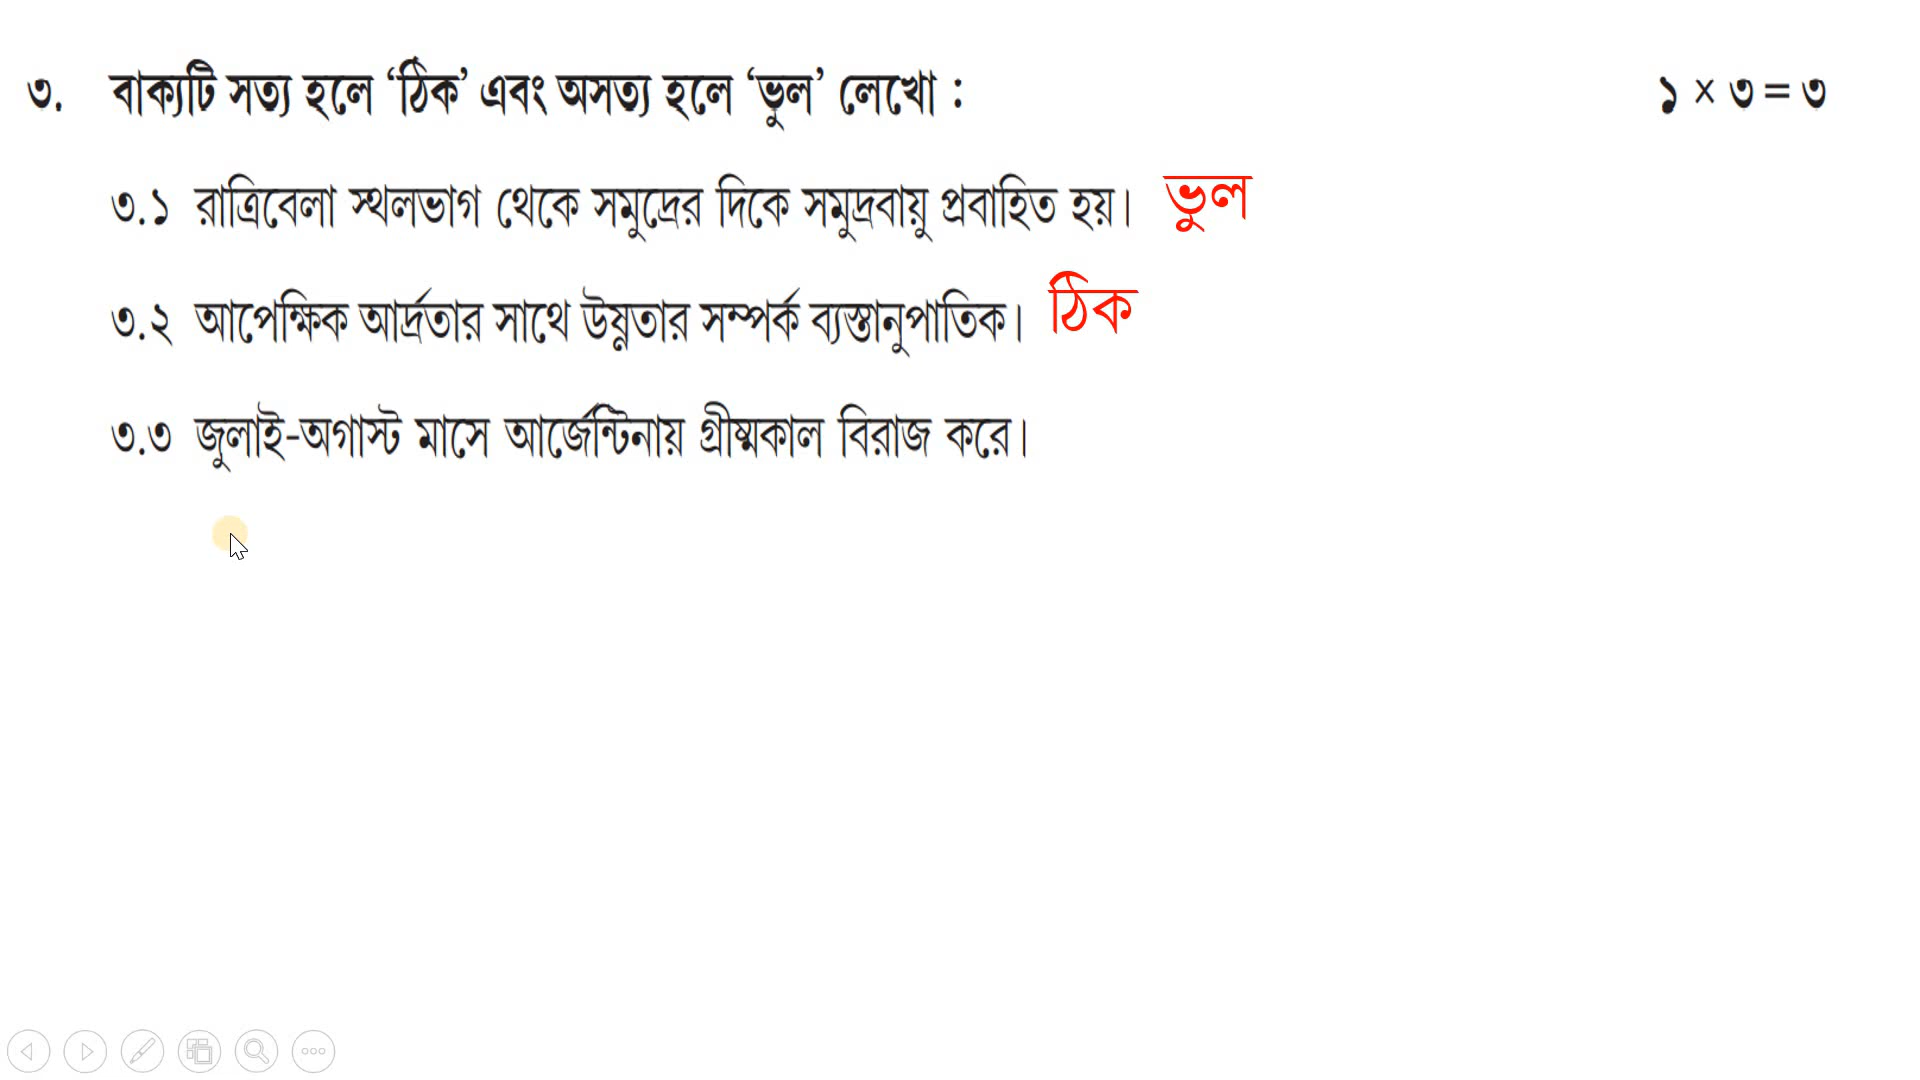 ৩. বাক্যটি সত্য হলে ‘ঠিক’ এবং অসত্য হলে ‘ভুল’ লেখো : ১ × ৩ = ৩
৩.১ রাত্রিবেলা স্থলভাগ থেকে সমুদ্রের দিকে সমুদ্রবায়ু প্রবাহিত হয়। ভুল
৩.২ আপেক্ষিক আর্দ্রতার সাথে উষ্ণতার সম্পর্ক ব্যস্তানুপাতিক। ঠিক
৩.৩ জুলাই-অগাস্ট মাসে আর্জেন্টিনায় গ্রীষ্মকাল বিরাজ করে।